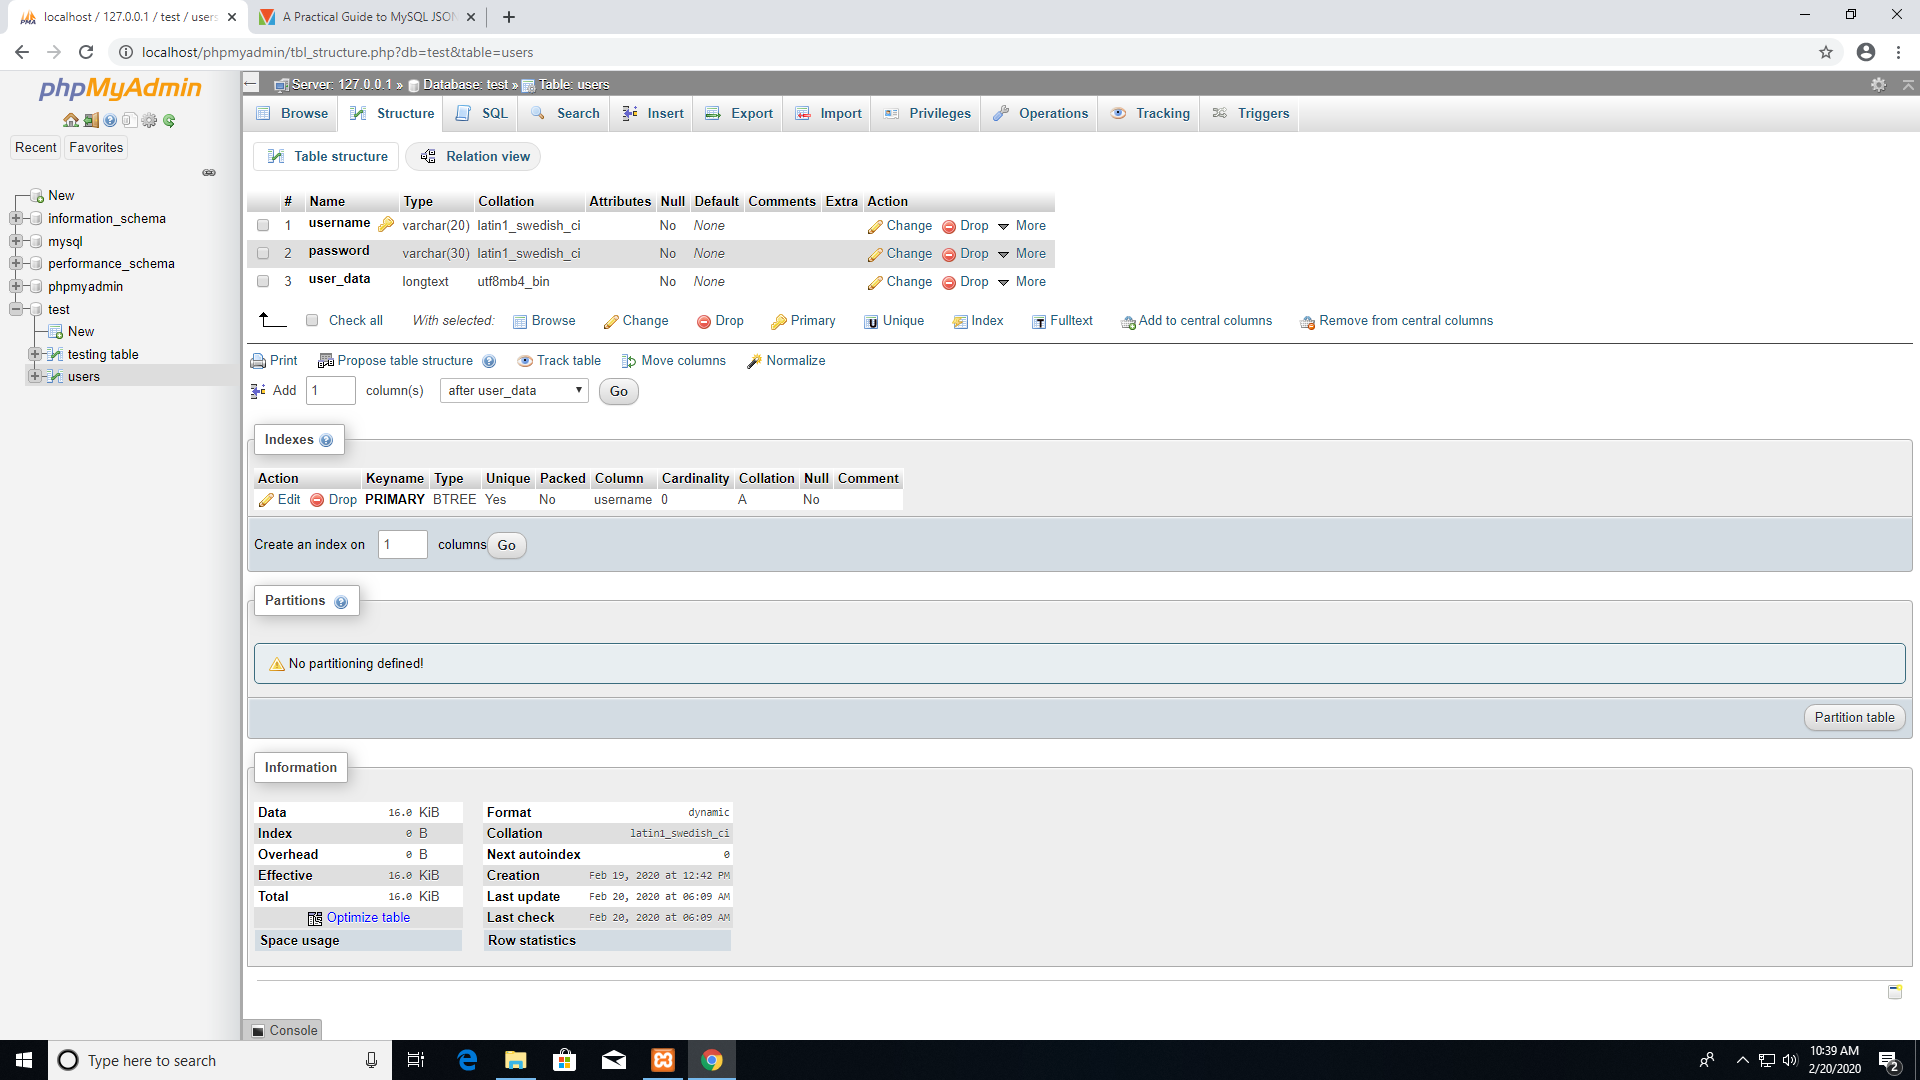 localhost / 127.0.0.1 / test / users
A Practical Guide to MySQL JSON
localhost/phpmyadmin/tbl_structure.php?db=test&table=users
phpMyAdmin
Recent
Favorites
New
information_schema
mysql
performance_schema
phpmyadmin
test
New
testing table
users
Server: 127.0.0.1 » Database: test » Table: users
Browse Structure SQL Search Insert Export Import Privileges Operations Tracking Triggers
Table structure Relation view
# Name Type Collation Attributes Null Default Comments Extra Action
1 username varchar(20) latin1_swedish_ci No None Change Drop More
2 password varchar(30) latin1_swedish_ci No None Change Drop More
3 user_data longtext utf8mb4_bin No None Change Drop More
Check all With selected: Browse Change Drop Primary U Unique Index T Fulltext Add to central columns Remove from central columns
Print Propose table structure Track table Move columns Normalize
Add 1 column(s) after user_data Go
Indexes
Action Keyname Type Unique Packed Column Cardinality Collation Null Comment
Edit Drop PRIMARY BTREE Yes No username 0 A No
Create an index on 1 columns Go
Partitions
No partitioning defined!
Partition table
Information
Data 16.0 KiB
Index 0 B
Overhead 0 B
Effective 16.0 KiB
Total 16.0 KiB
Optimize table
Space usage
Format dynamic
Collation latin1_swedish_ci
Next autoindex 0
Creation Feb 19, 2020 at 12:42 PM
Last update Feb 20, 2020 at 06:09 AM
Last check Feb 20, 2020 at 06:09 AM
Row statistics
Console
Type here to search
10:39 AM
2/20/2020
2